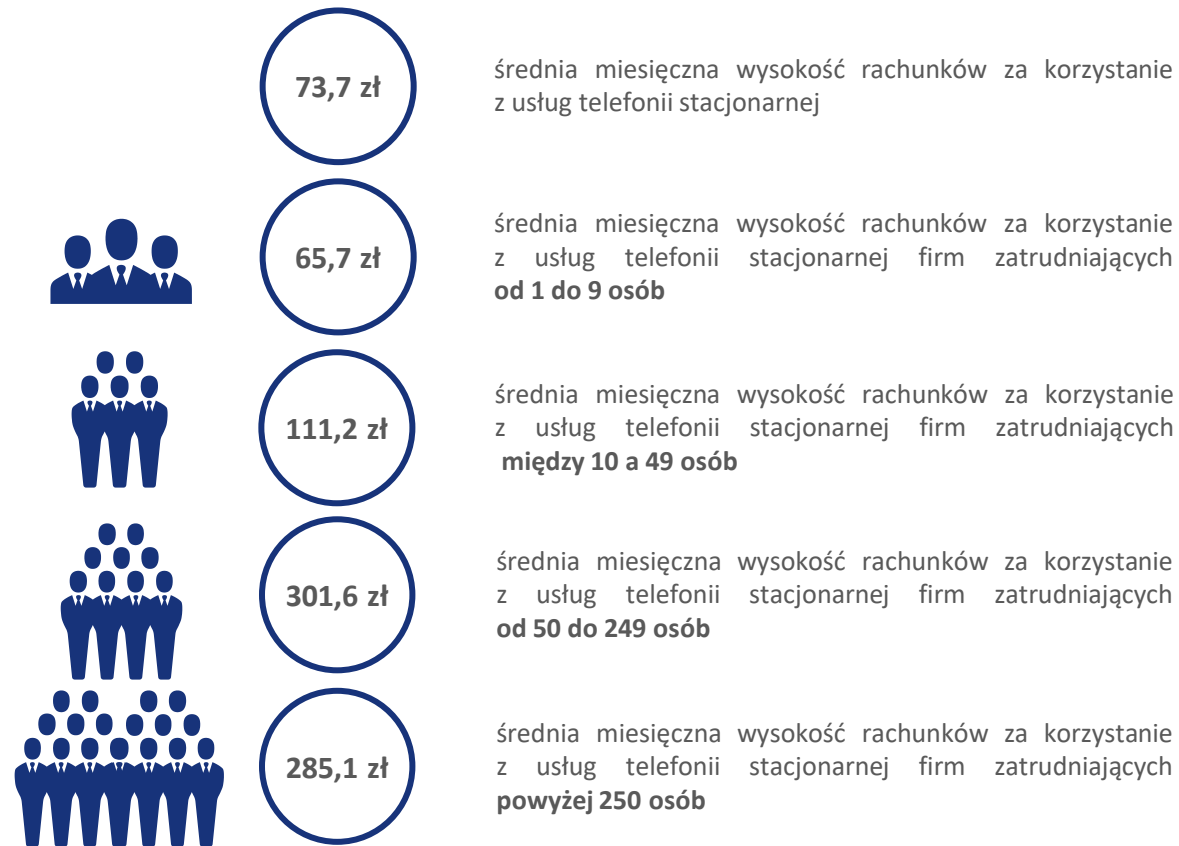 73,7 zł
średnia miesięczna wysokość rachunków za korzystanie
z usług telefonii stacjonarnej
65,7 zł
średnia miesięczna wysokość rachunków za korzystanie
z usług telefonii stacjonarnej firm zatrudniających
od 1 do 9 osób
111,2 zł
średnia miesięczna wysokość rachunków za korzystanie
z usług telefonii stacjonarnej firm zatrudniających
między 10 a 49 osób
301,6 zł
średnia miesięczna wysokość rachunków za korzystanie
z usług telefonii stacjonarnej firm zatrudniających
od 50 do 249 osób
285,1 zł
średnia miesięczna wysokość rachunków za korzystanie
z usług telefonii stacjonarnej firm zatrudniających
powyżej 250 osób